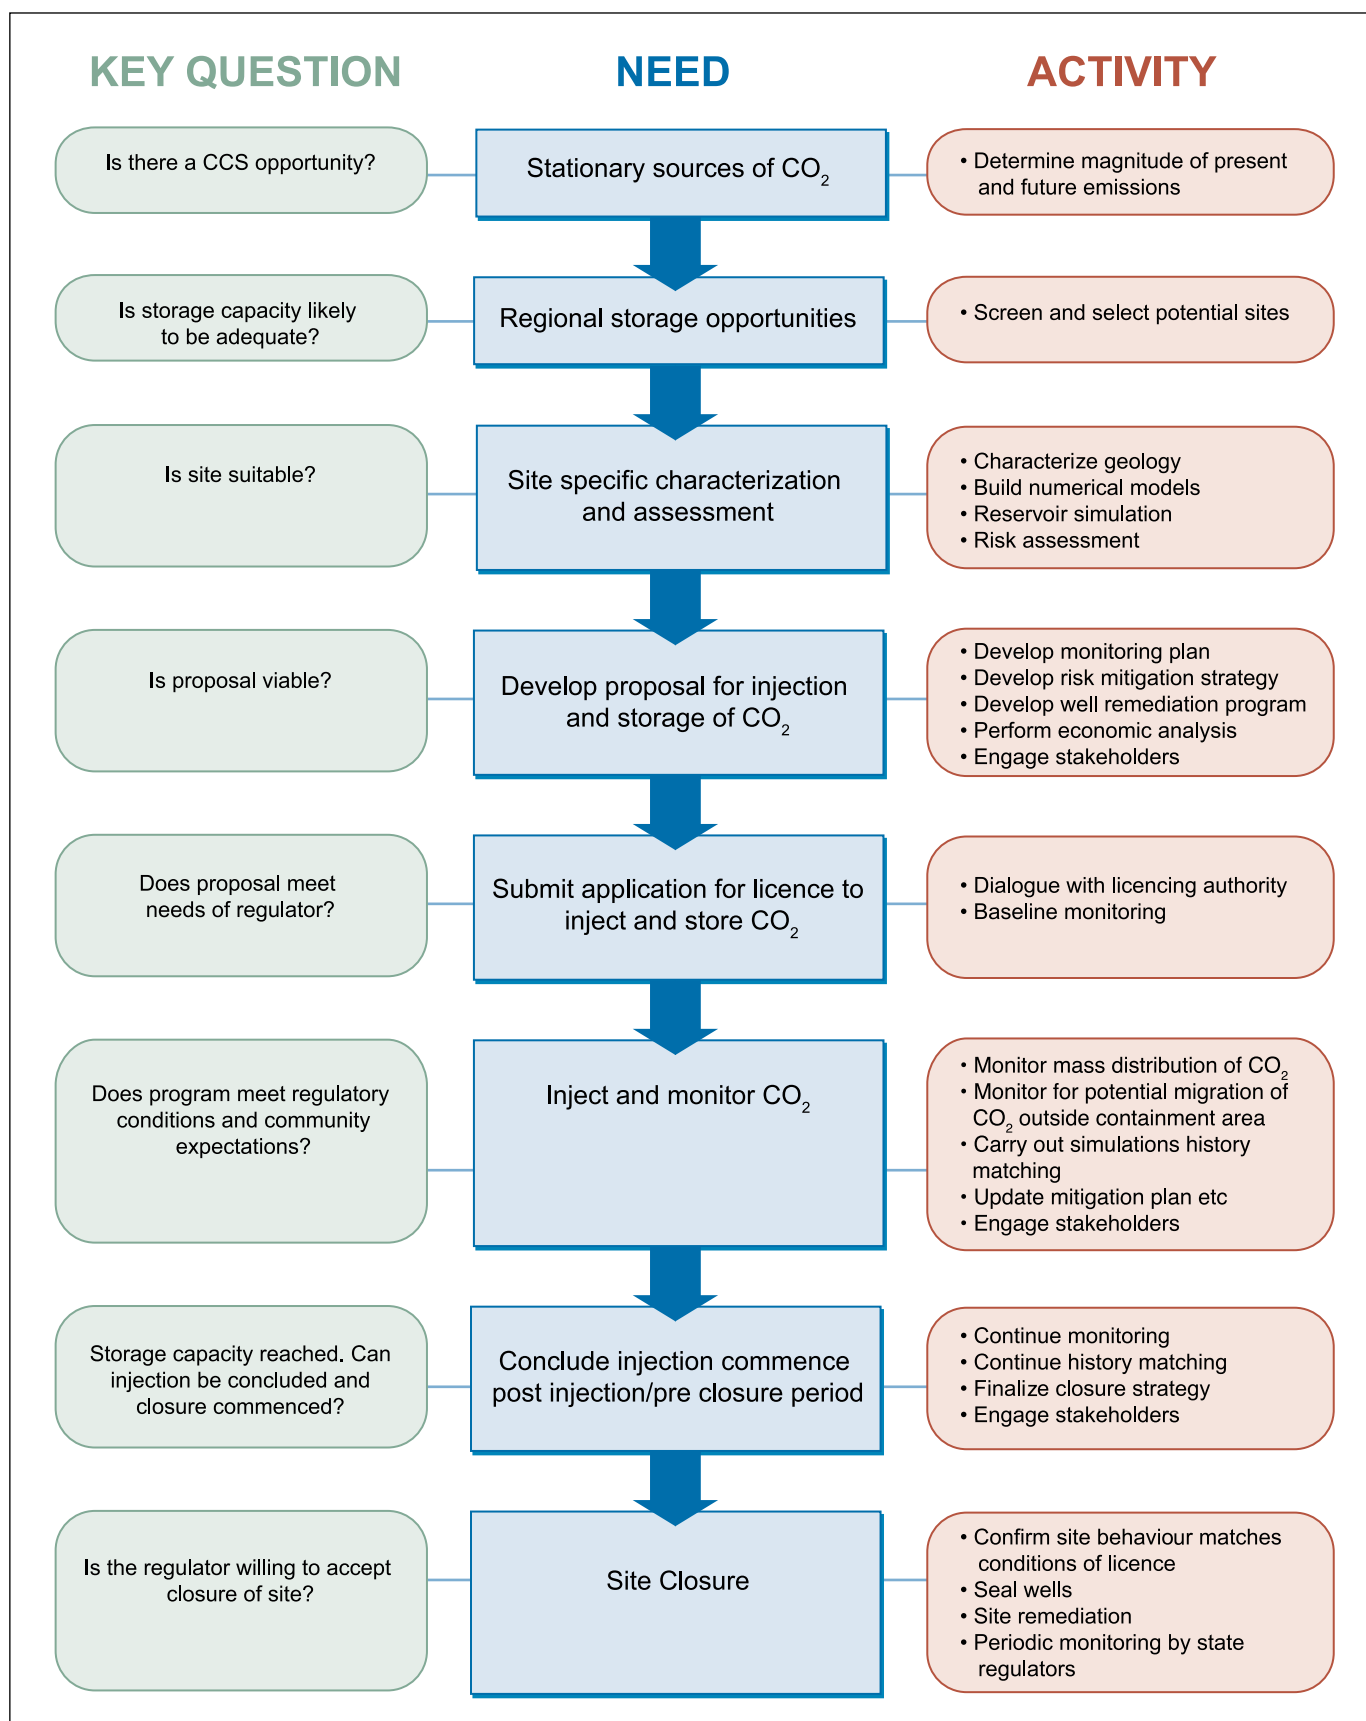 KEY QUESTION
NEED
ACTIVITY
Is there a CCS opportunity?
Stationary sources of CO₂
• Determine magnitude of present
and future emissions
Is storage capacity likely
to be adequate?
Regional storage opportunities
• Screen and select potential sites
Is site suitable?
Site specific characterization
and assessment
• Characterize geology
• Build numerical models
• Reservoir simulation
• Risk assessment
Is proposal viable?
Develop proposal for injection
and storage of CO₂
• Develop monitoring plan
• Develop risk mitigation strategy
• Develop well remediation program
• Perform economic analysis
• Engage stakeholders
Does proposal meet
needs of regulator?
Submit application for licence to
inject and store CO₂
• Dialogue with licencing authority
• Baseline monitoring
Does program meet regulatory
conditions and community
expectations?
Inject and monitor CO₂
• Monitor mass distribution of CO₂
• Monitor for potential migration of
CO₂ outside containment area
• Carry out simulations history
matching
• Update mitigation plan etc
• Engage stakeholders
Storage capacity reached. Can
injection be concluded and
closure commenced?
Conclude injection commence
post injection/pre closure period
• Continue monitoring
• Continue history matching
• Finalize closure strategy
• Engage stakeholders
Is the regulator willing to accept
closure of site?
Site Closure
• Confirm site behaviour matches
conditions of licence
• Seal wells
• Site remediation
• Periodic monitoring by state
regulators